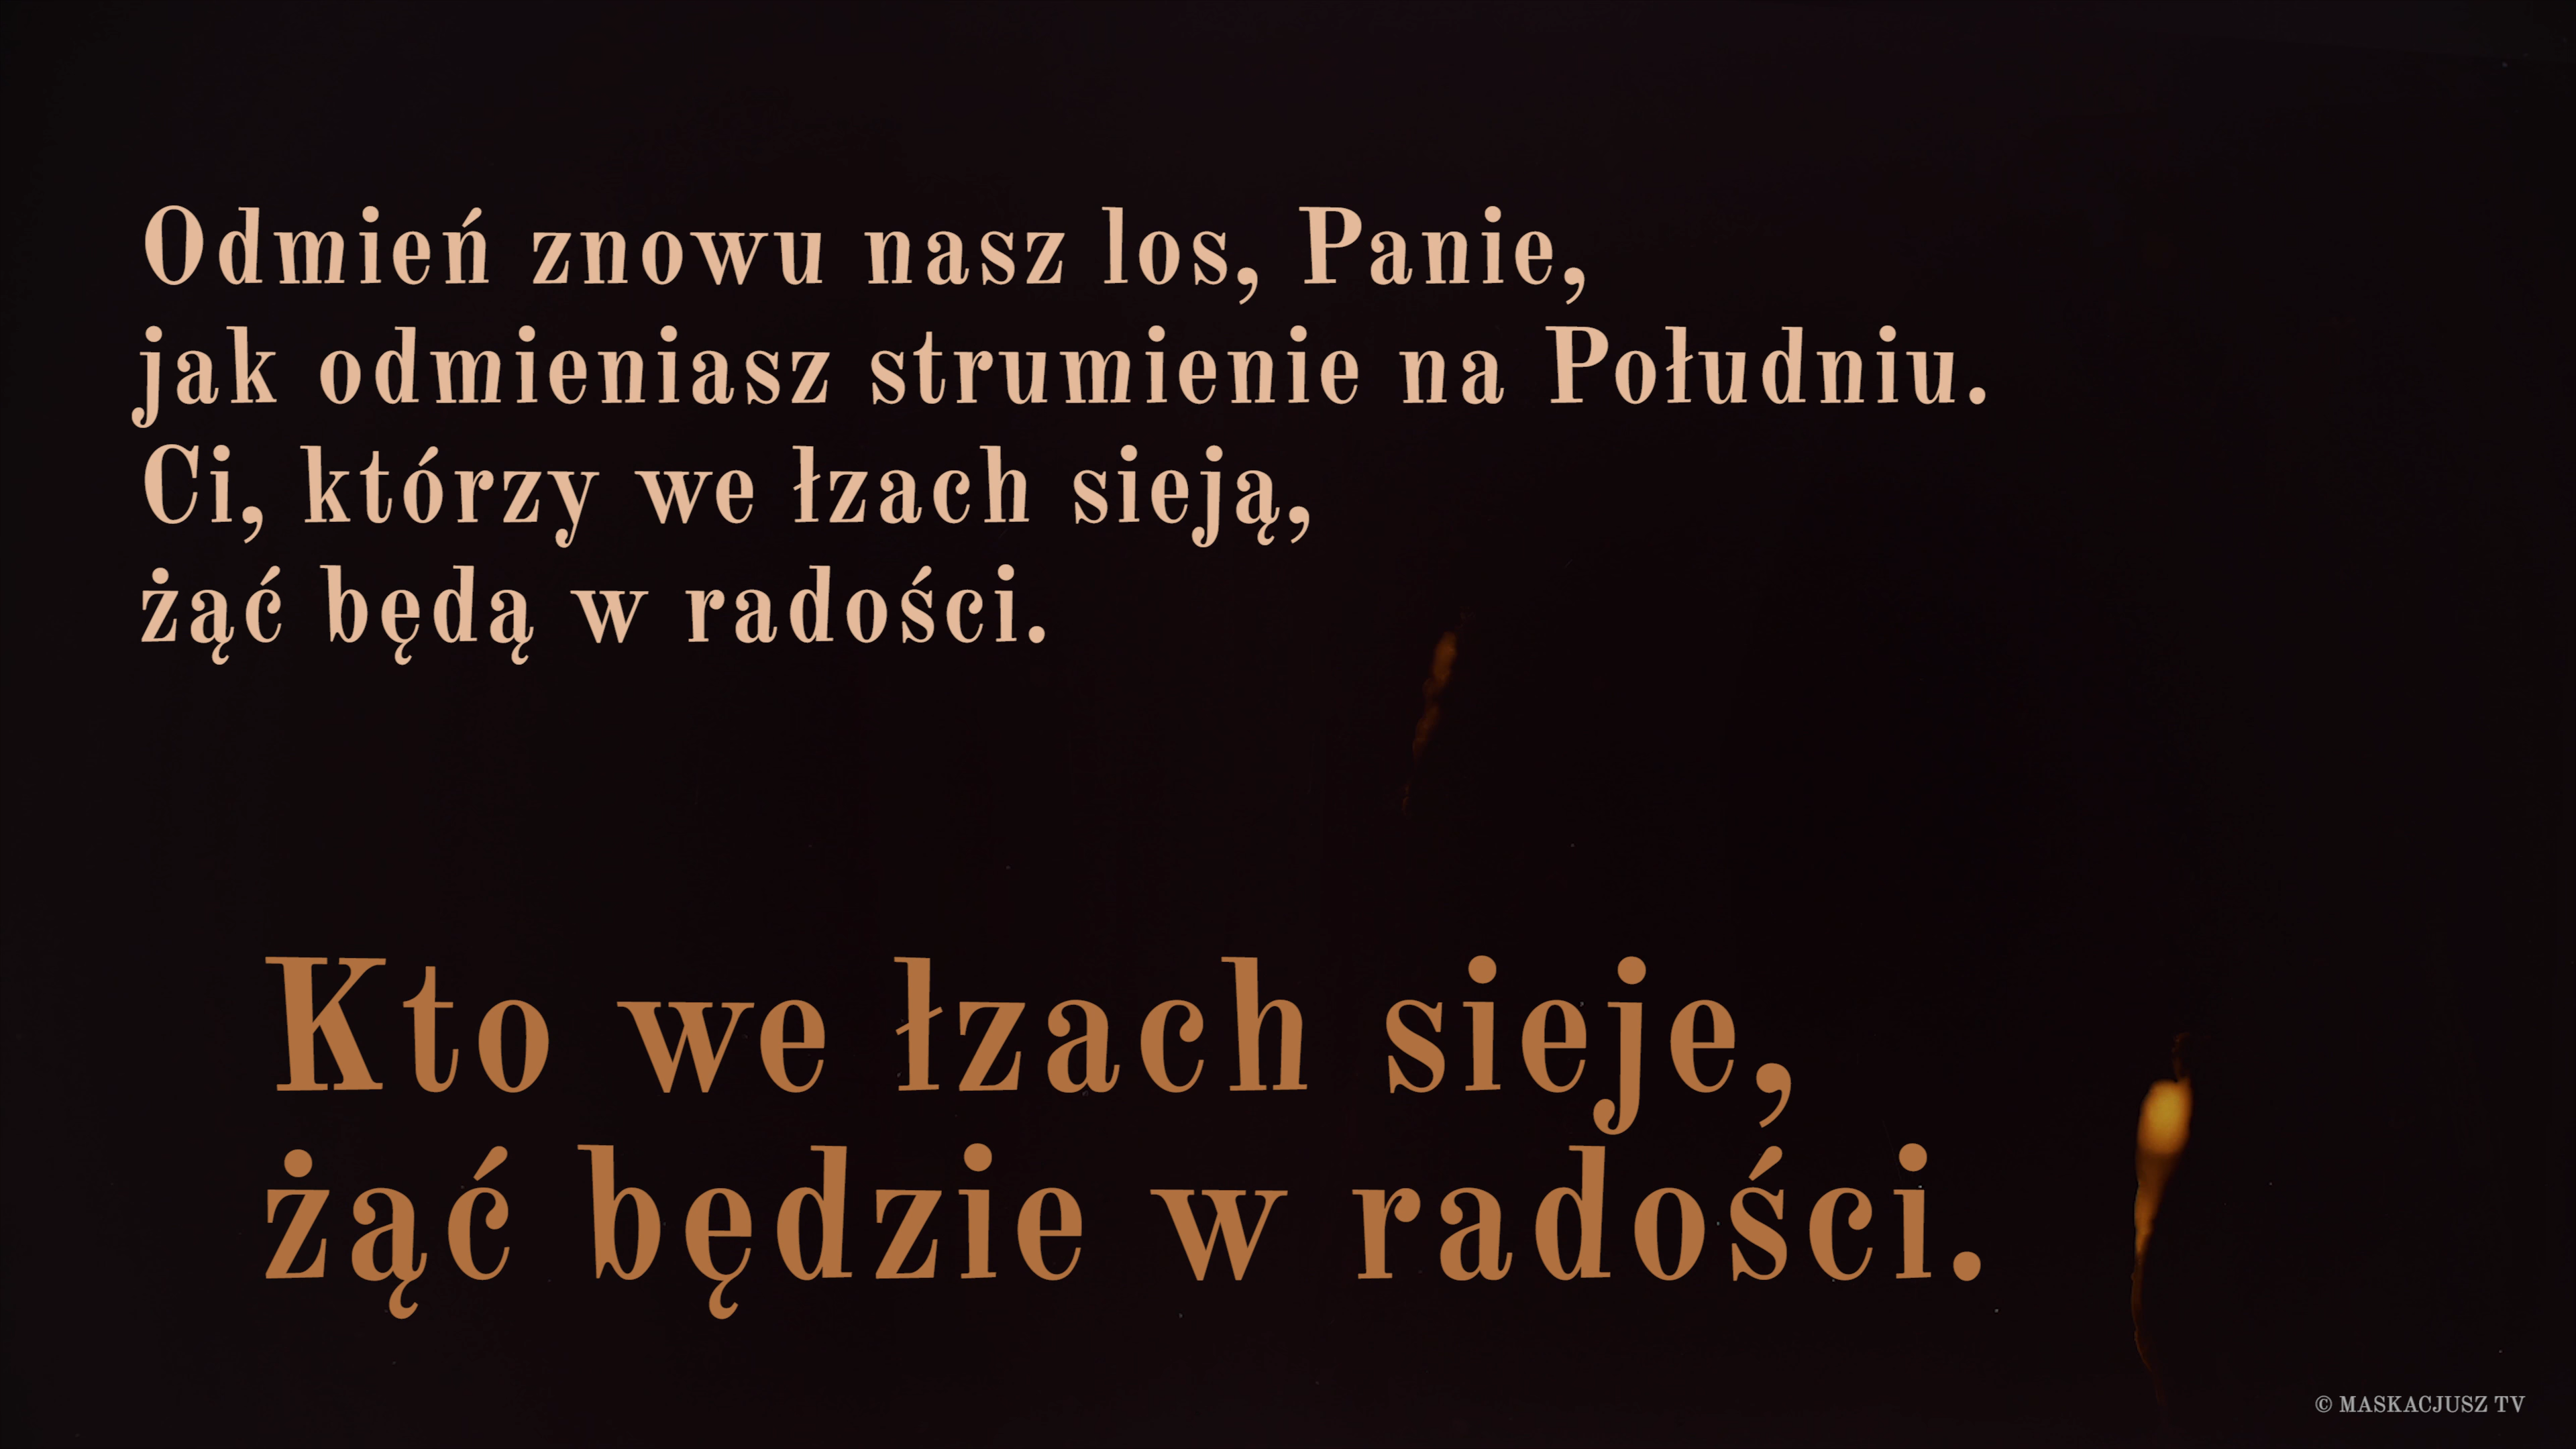 Odmień znowu nasz los, Panie,
jak odmieniasz strumienie na Południu.
Ci, którzy we łzach sieją,
żąć będą w radości.
Kto we łzach sieje,
żąć będzie w radości.
© MASKACJUSZ TV